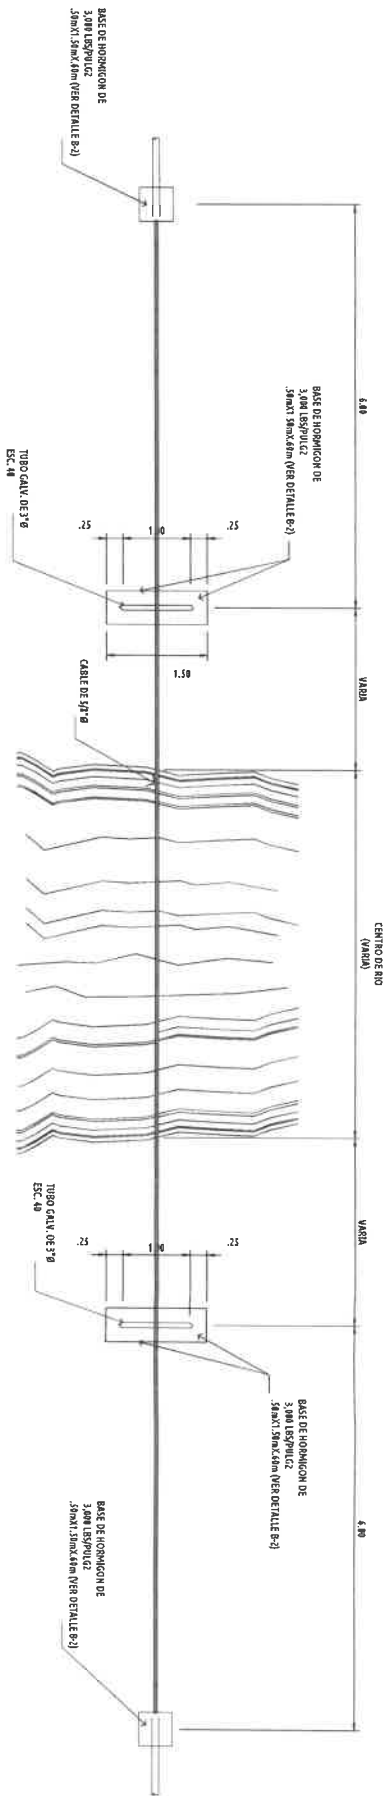 BASE DE HORMIGON DE
3,000 LBS/PULG2
.50mX1.50mX.60m (VER DETALLE B-2)
6.00
BASE DE HORMIGON DE
3,000 LBS/PULG2
.50mX1.50mX.60m (VER DETALLE B-2)
.25
1.00
.25
TUBO GALV. DE 3"Ø
ESC. 40
1.50
VARIA
CABLE DE 5/8"Ø
CENTRO DE RIO
(VARIA)
VARIA
TUBO GALV. DE 3"Ø
ESC. 40
.25
1.00
.25
BASE DE HORMIGON DE
3,000 LBS/PULG2
.50mX1.50mX.60m (VER DETALLE B-2)
6.00
BASE DE HORMIGON DE
3,000 LBS/PULG2
.50mX1.50mX.60m (VER DETALLE B-2)